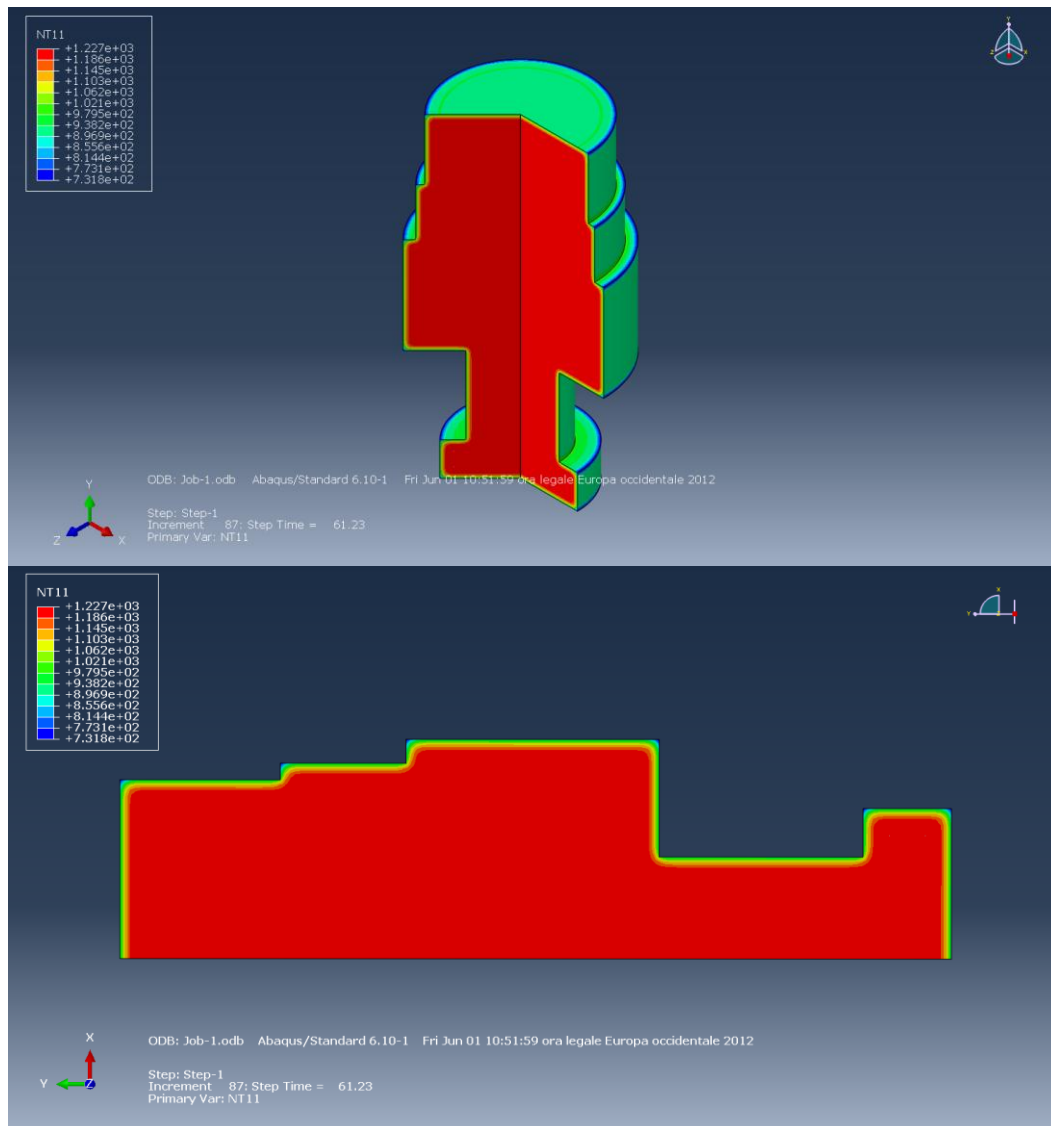 NT11
+1.227e+03
+1.186e+03
+1.145e+03
+1.103e+03
+1.062e+03
+1.021e+03
+9.795e+02
+9.382e+02
+8.969e+02
+8.556e+02
+8.144e+02
+7.731e+02
+7.318e+02
Y
Z
X
ODB: Job-1.odb Abaqus/Standard 6.10-1 Fri Jun 01 10:51:59 ora legale Europa occidentale 2012
Step: Step-1
Increment 87: Step Time = 61.23
Primary Var: NT11
Y
Z
X
NT11
+1.227e+03
+1.186e+03
+1.145e+03
+1.103e+03
+1.062e+03
+1.021e+03
+9.795e+02
+9.382e+02
+8.969e+02
+8.556e+02
+8.144e+02
+7.731e+02
+7.318e+02
X
Y
Z
ODB: Job-1.odb Abaqus/Standard 6.10-1 Fri Jun 01 10:51:59 ora legale Europa occidentale 2012
Step: Step-1
Increment 87: Step Time = 61.23
Primary Var: NT11
X
Y
Z